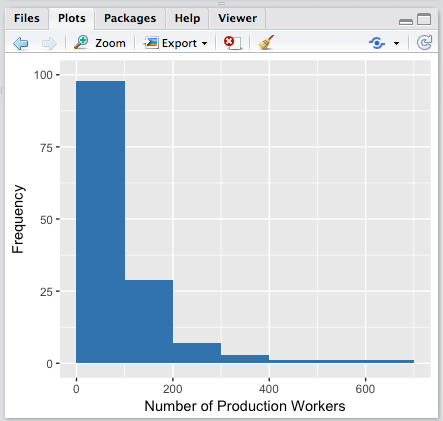 Files Plots Packages Help Viewer
Zoom Export
100
75
50
25
0
Frequency
0 200 400 600
Number of Production Workers